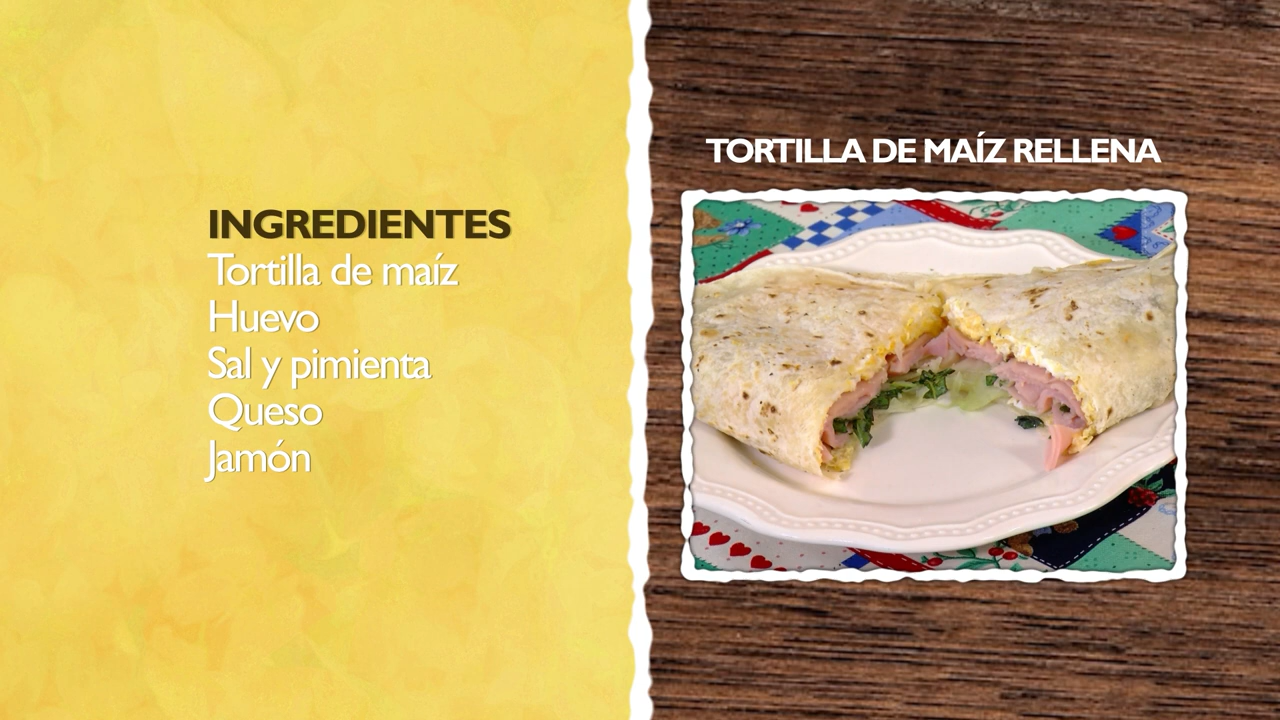 INGREDIENTES
Tortilla de maíz
Huevo
Sal y pimienta
Queso
Jamón
TORTILLA DE MAÍZ RELLENA